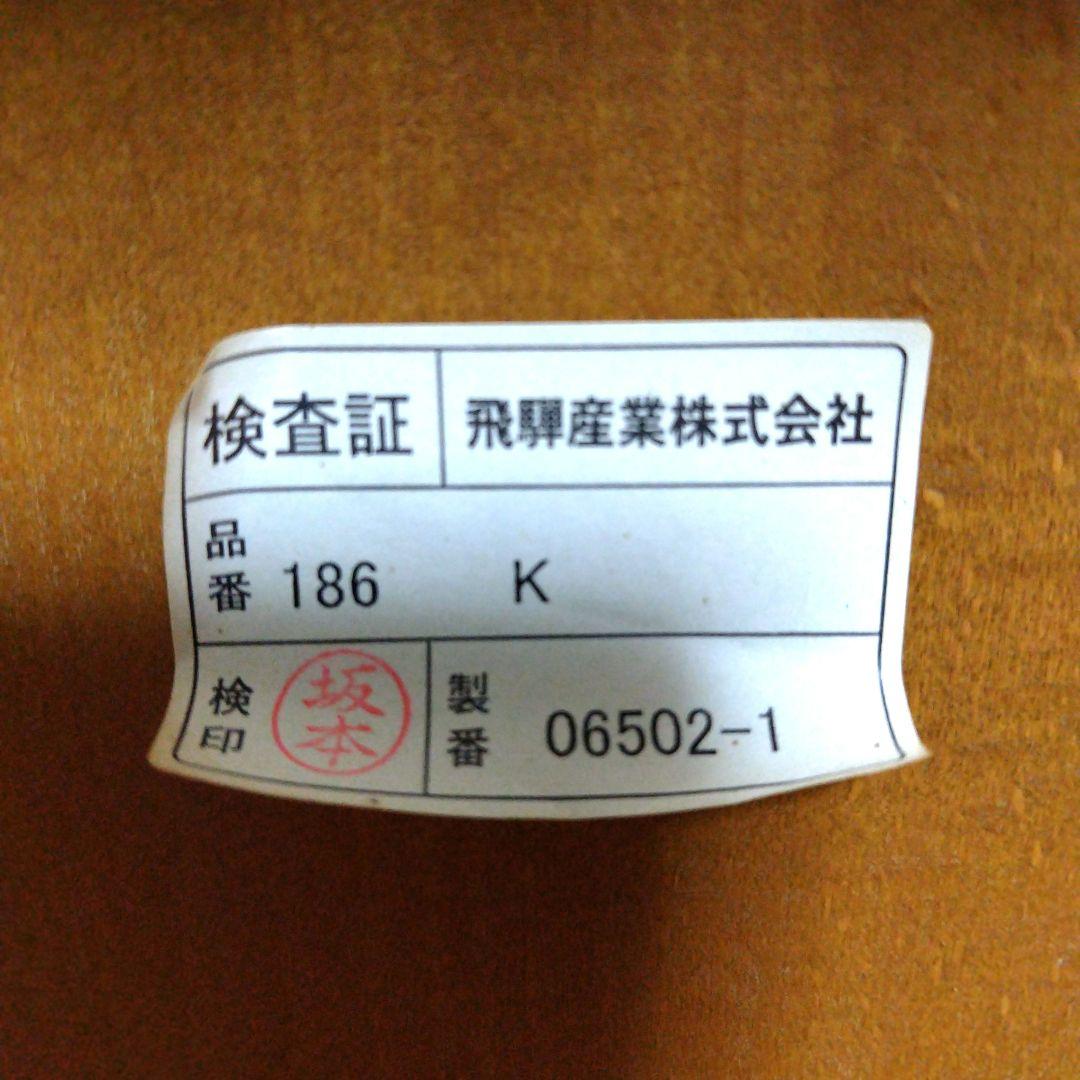 検査証 飛騨産業株式会社
品番 186 K
検印 坂本 製番 06502-1